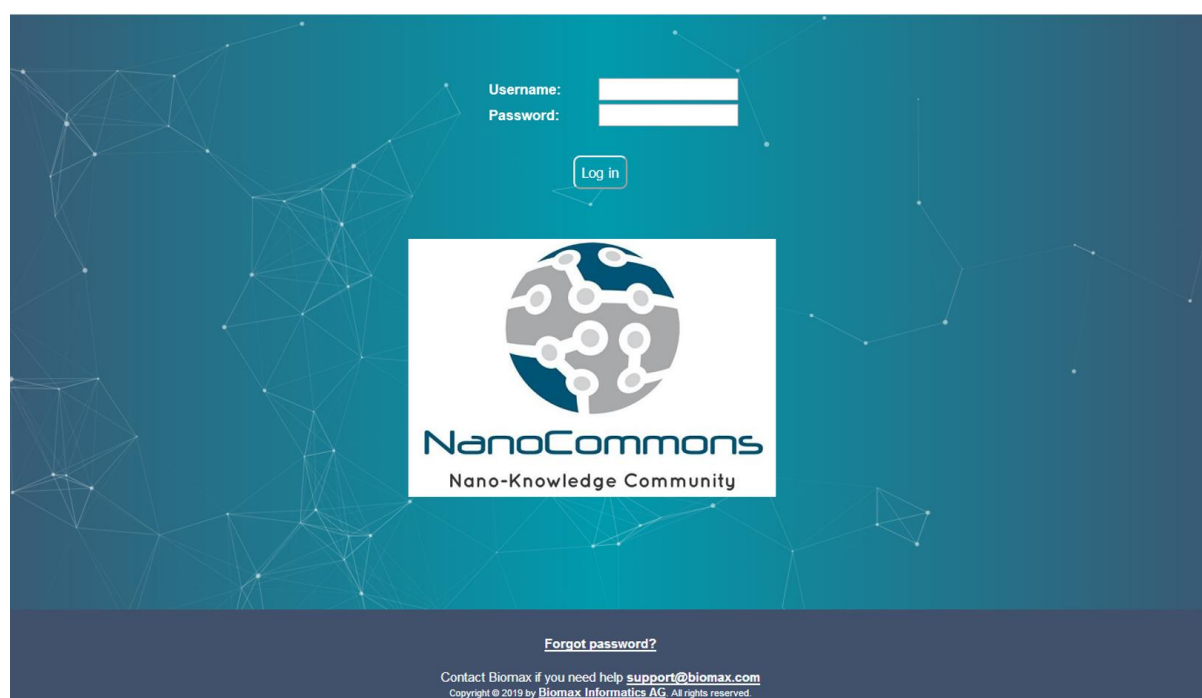 Username:
Password:
Log in
NanoCommons
Nano-Knowledge Community
Forgot password?
Contact Biomax if you need help support@biomax.com
Copyright © 2019 by Biomax Informatics AG. All rights reserved.